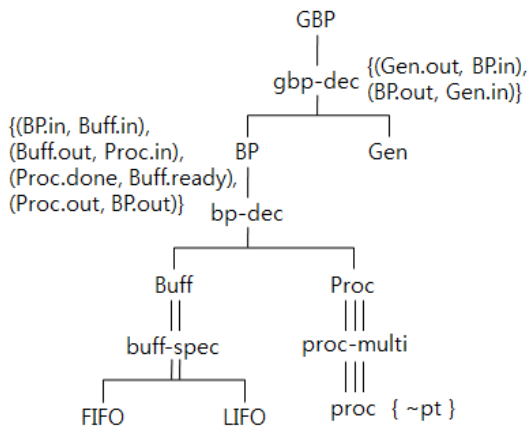 GBP
gbp-dec
{(Gen.out, BP.in),
(BP.out, Gen.in)}
{(BP.in, Buff.in),
(Buff.out, Proc.in),
(Proc.done, Buff.ready),
(Proc.out, BP.out)}
BP
Gen
bp-dec
Buff
Proc
buff-spec
proc-multi
FIFO
LIFO
proc { ~pt }